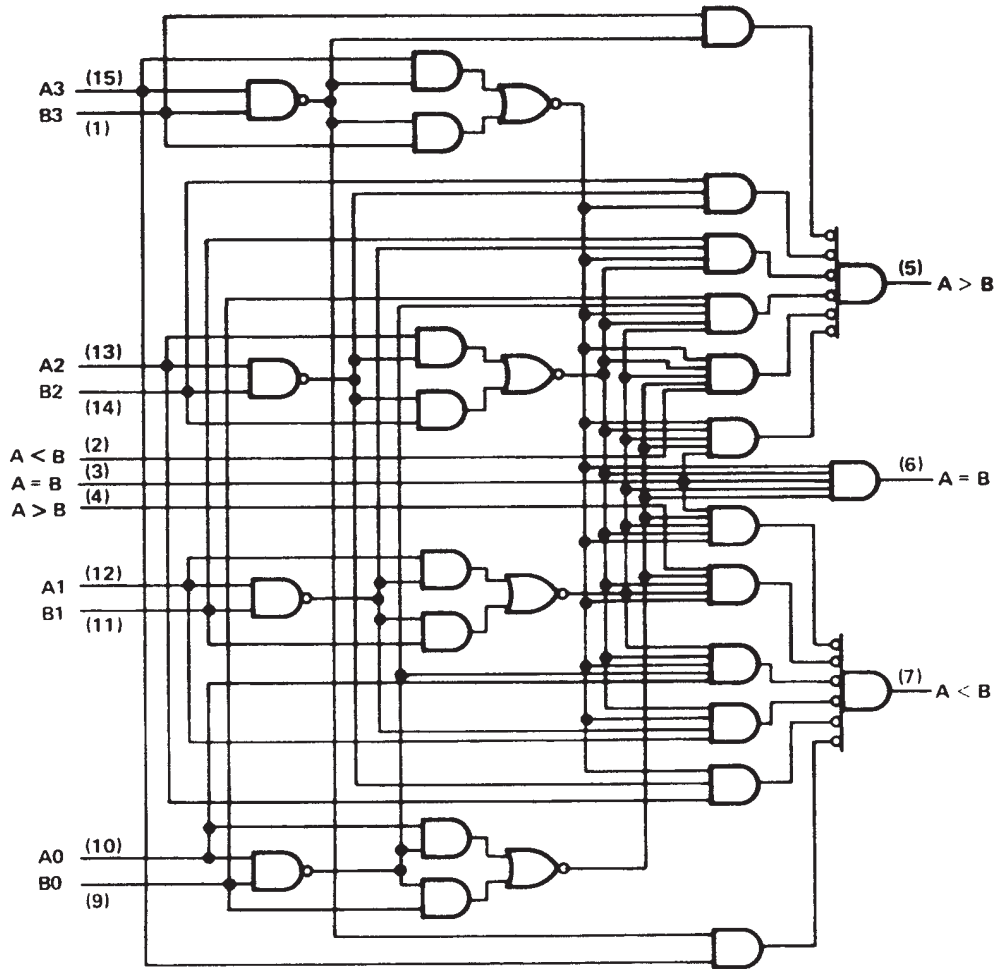 A3 (15)
B3 (1)
(5) A > B
A2 (13)
B2 (14)
A < B (2)
A = B (3)
A > B (4)
(6) A = B
A1 (12)
B1 (11)
(7) A < B
A0 (10)
B0 (9)